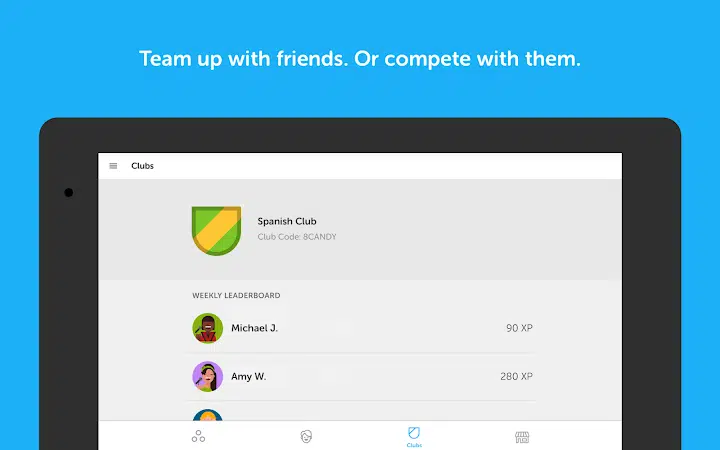 Team up with friends. Or compete with them.
Clubs
Spanish Club
Club Code: 8CANDY
WEEKLY LEADERBOARD
Michael J. 90 XP
Amy W. 280 XP
Clubs